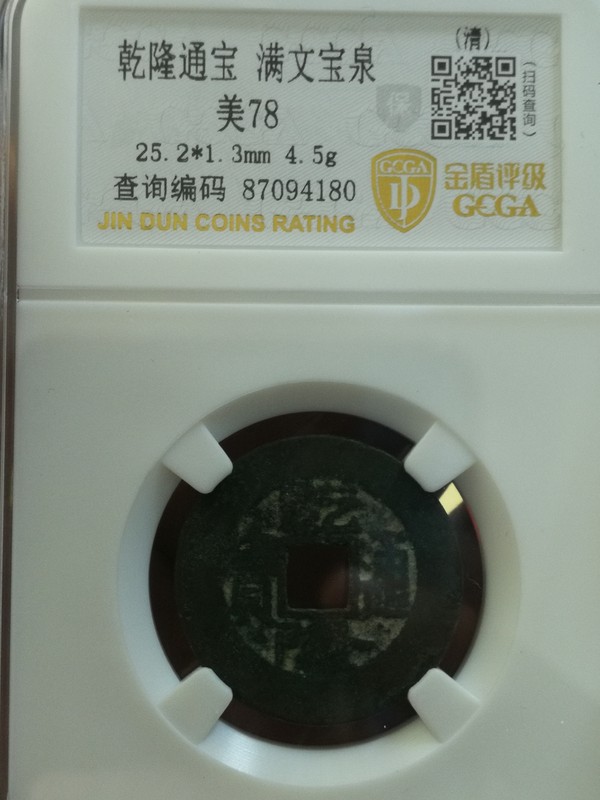 (清)
乾隆通宝 满文宝泉
美78
保
(扫码查询)
25.2*1.3mm 4.5g
查询编码 87094180
JIN DUN COINS RATING
GCGA
金盾评级
GCGA